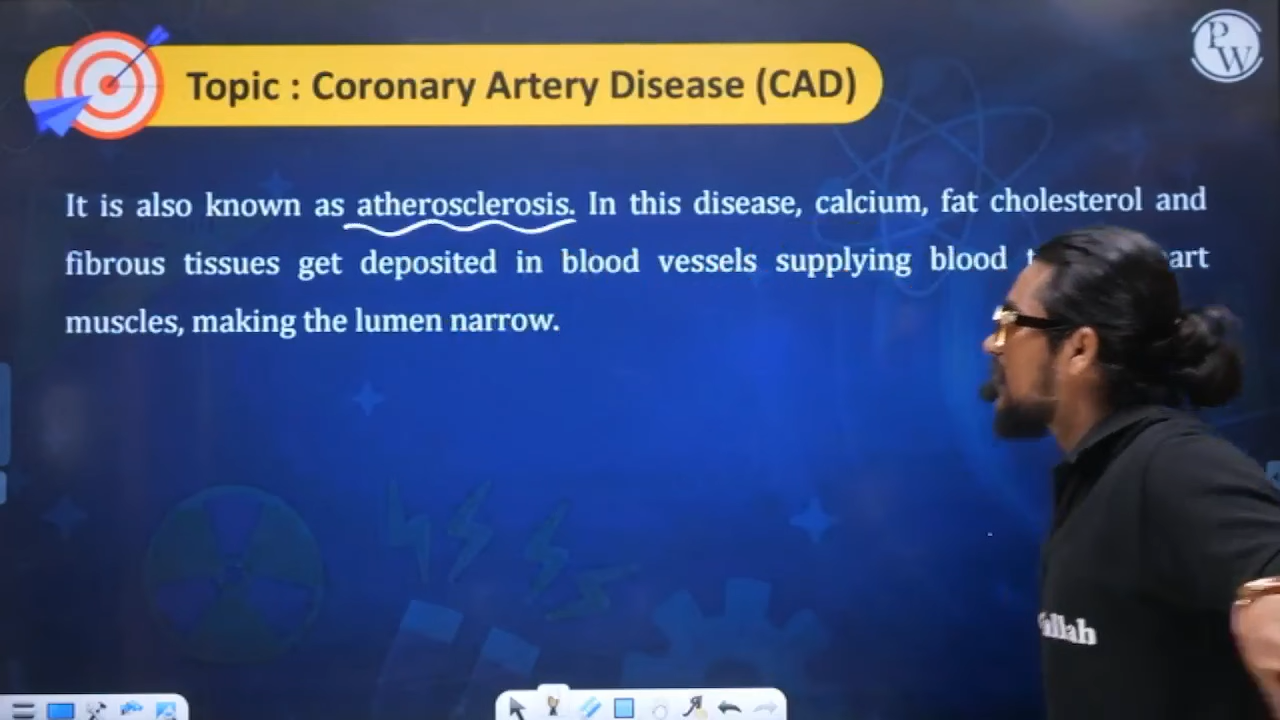 PW
Topic : Coronary Artery Disease (CAD)
It is also known as atherosclerosis. In this disease, calcium, fat cholesterol and
fibrous tissues get deposited in blood vessels supplying blood
muscles, making the lumen narrow.